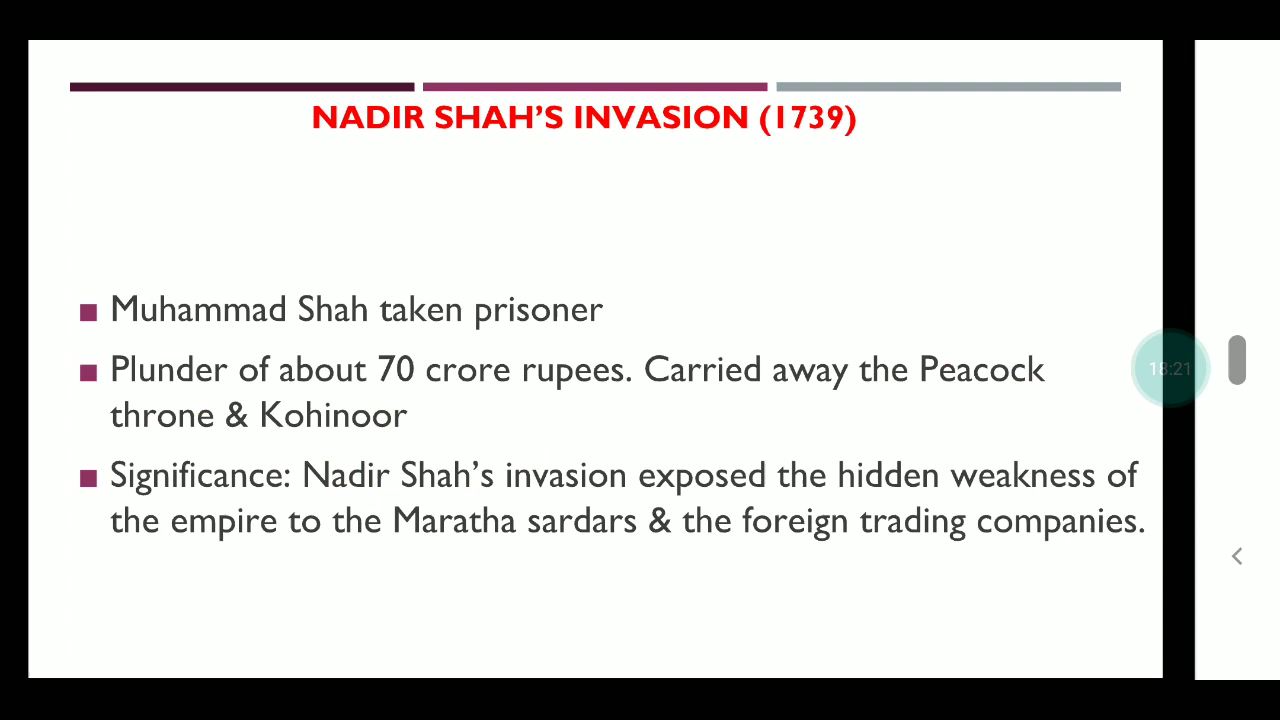 NADIR SHAH’S INVASION (1739)
■ Muhammad Shah taken prisoner
■ Plunder of about 70 crore rupees. Carried away the Peacock
throne & Kohinoor
■ Significance: Nadir Shah’s invasion exposed the hidden weakness of
the empire to the Maratha sardars & the foreign trading companies.
18:21